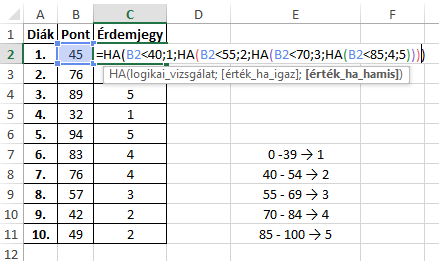 A B C D E F
1 Diák Pont Érdemjegy
2 1. 45 =HA(B2<40;1;HA(B2<55;2;HA(B2<70;3;HA(B2<85;4;5))))
HA(logikai_vizsgálat; [érték_ha_igaz]; [érték_ha_hamis])
3 2. 76
4 3. 89 5
5 4. 32 1
6 5. 94 5
7 6. 83 4 0 -39 → 1
8 7. 76 4 40 - 54 → 2
9 8. 57 3 55 - 69 → 3
10 9. 42 2 70 - 84 → 4
11 10. 49 2 85 - 100 → 5
12